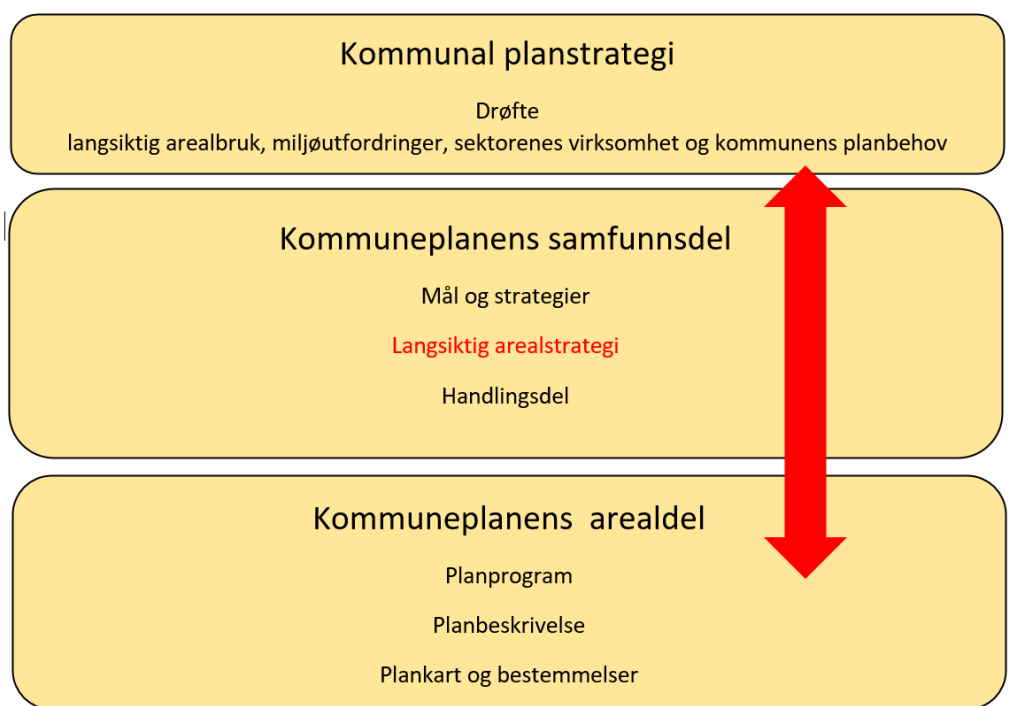 Kommunal planstrategi
Drøfte
langsiktig arealbruk, miljøutfordringer, sektorenes virksomhet og kommunens planbehov
Kommuneplanens samfunnsdel
Mål og strategier
Langsiktig arealstrategi
Handlingsdel
Kommuneplanens arealdel
Planprogram
Planbeskrivelse
Plankart og bestemmelser